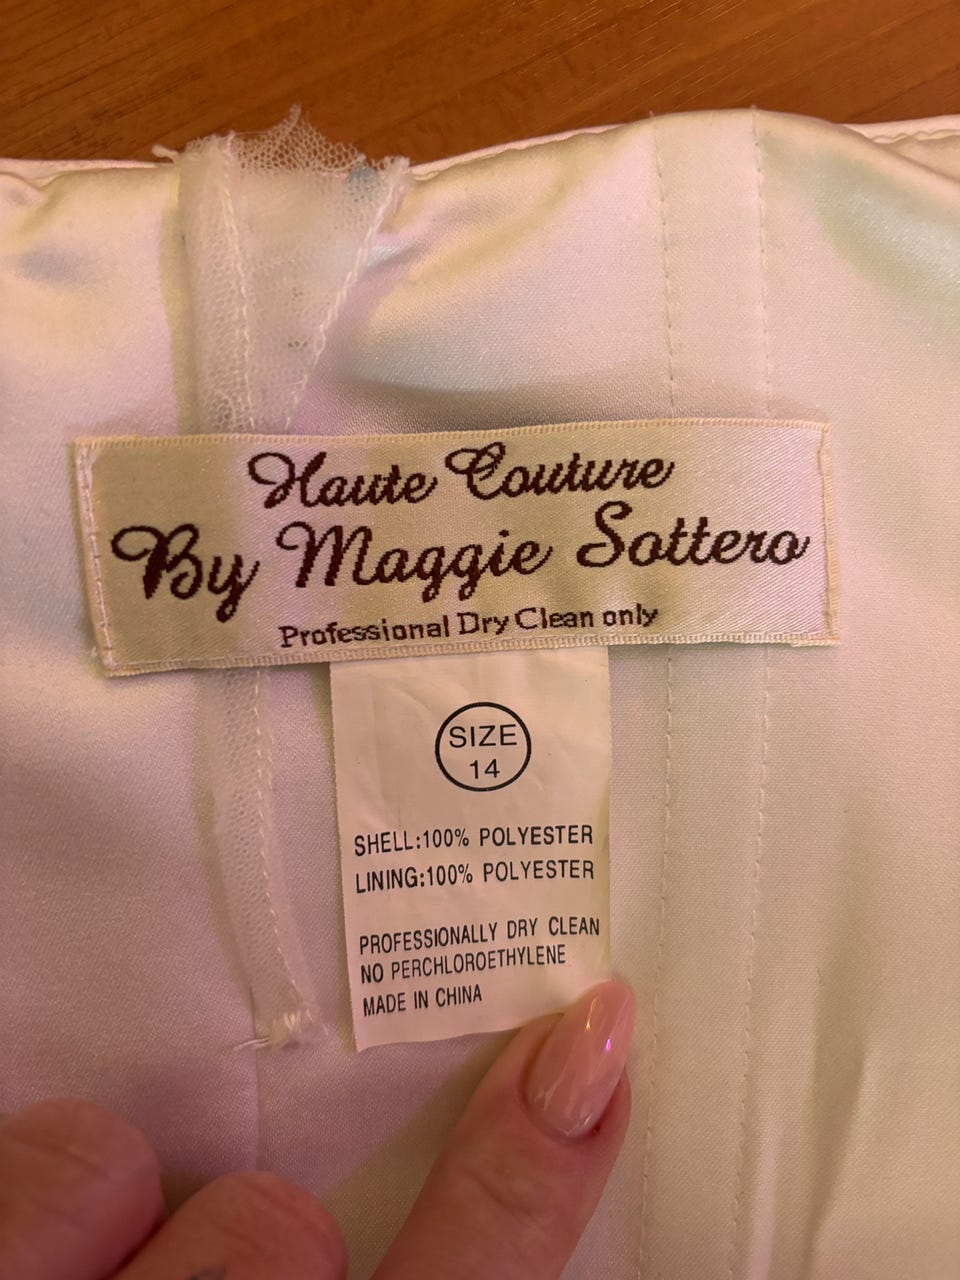 Haute Couture
By Maggie Sottero
Professional Dry Clean only
SIZE
14
SHELL:100% POLYESTER
LINING:100% POLYESTER
PROFESSIONALLY DRY CLEAN
NO PERCHLOROETHYLENE
MADE IN CHINA